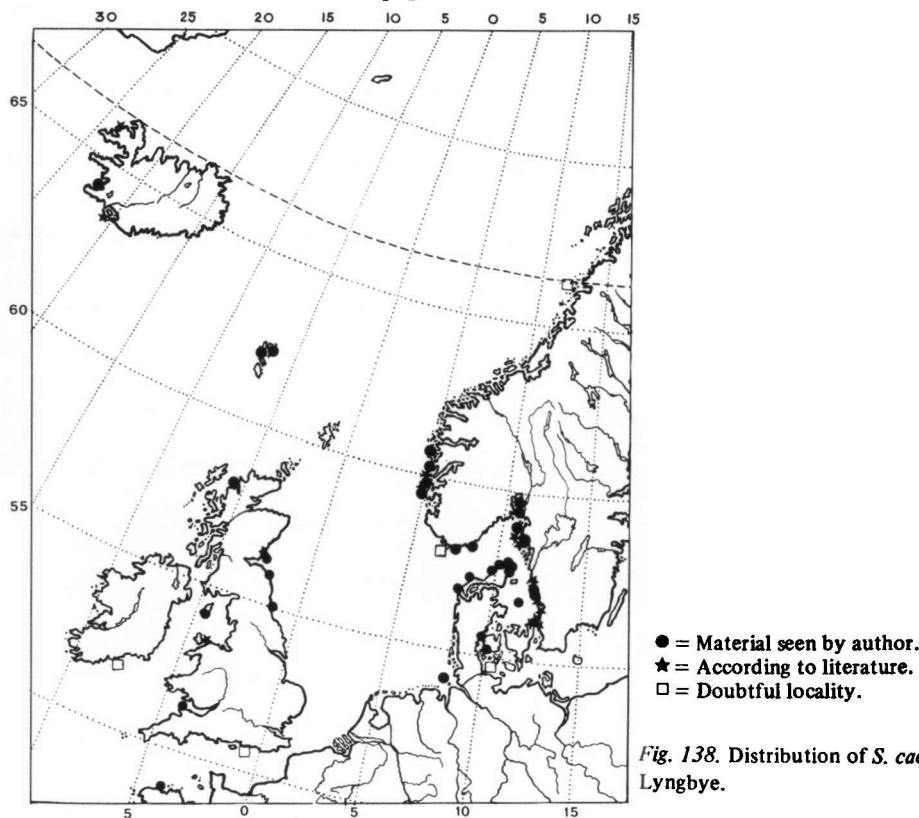 30 25 20 15 10 5 0 5 10 15
65
60
55
● = Material seen by author.
★ = According to literature.
□ = Doubtful locality.
Fig. 138. Distribution of S.
Lyngbye.
5 0 5 10 15